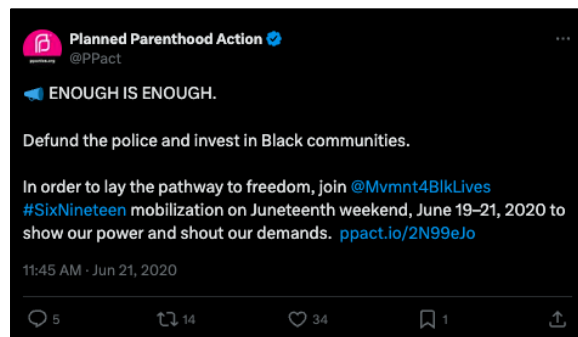 Planned Parenthood Action
@PPact
📣 ENOUGH IS ENOUGH.
Defund the police and invest in Black communities.
In order to lay the pathway to freedom, join @Mvmnt4BlkLives
#SixNineteen mobilization on Juneteenth weekend, June 19–21, 2020 to
show our power and shout our demands. ppact.io/2N99eJo
11:45 AM · Jun 21, 2020
5 14 34 1